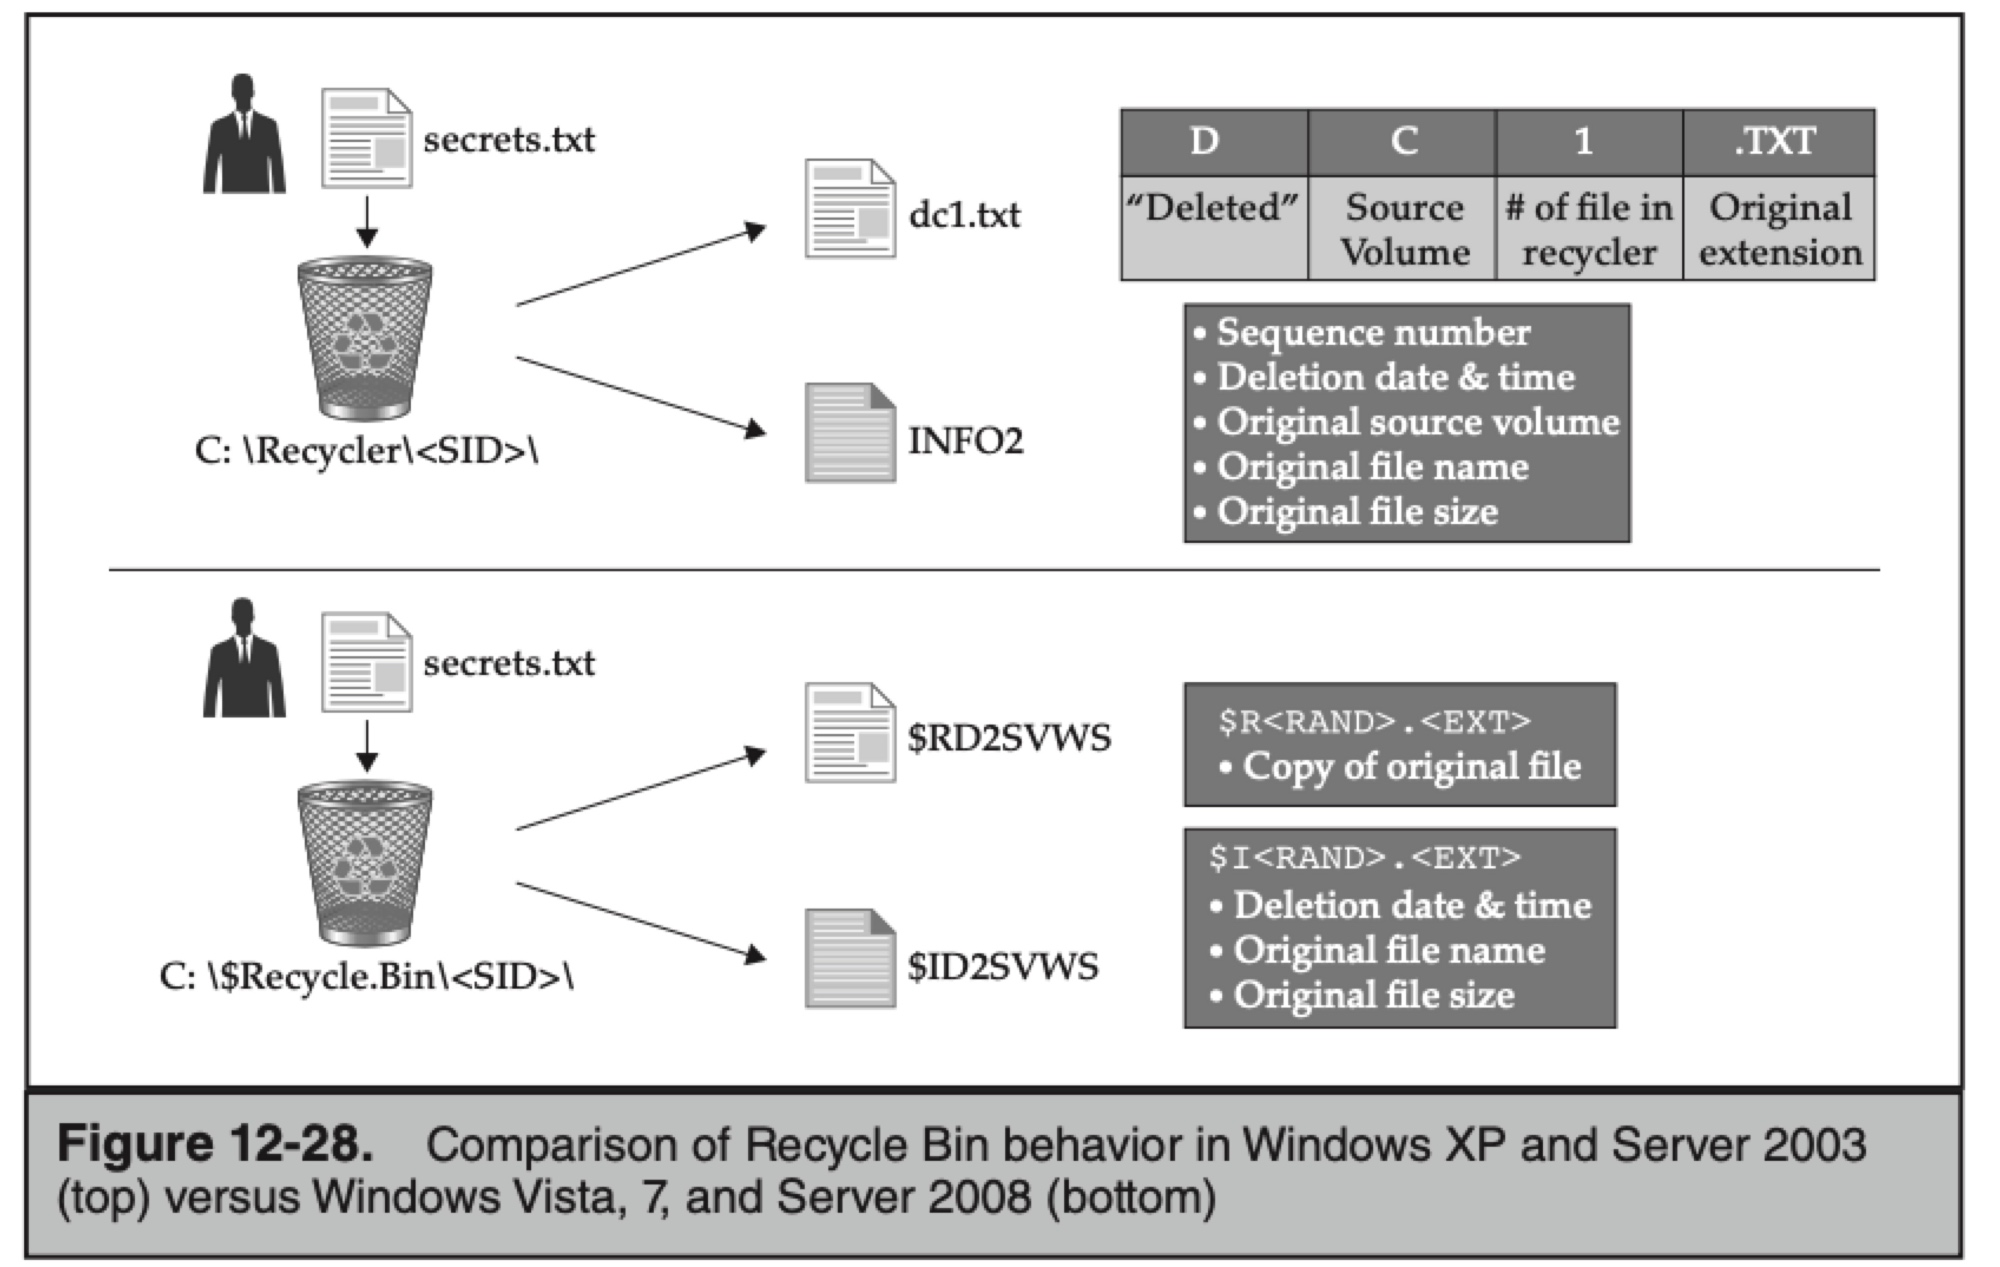 secrets.txt
C: \Recycler\<SID>\
dc1.txt
INFO2
D C 1 .TXT
"Deleted" Source # of file in Original
Volume recycler extension
• Sequence number
• Deletion date & time
• Original source volume
• Original file name
• Original file size
secrets.txt
C: \$Recycle.Bin\<SID>\
$RD2SVWS
$ID2SVWS
$R<RAND>.<EXT>
• Copy of original file
$I<RAND>.<EXT>
• Deletion date & time
• Original file name
• Original file size
Figure 12-28. Comparison of Recycle Bin behavior in Windows XP and Server 2003
(top) versus Windows Vista, 7, and Server 2008 (bottom)